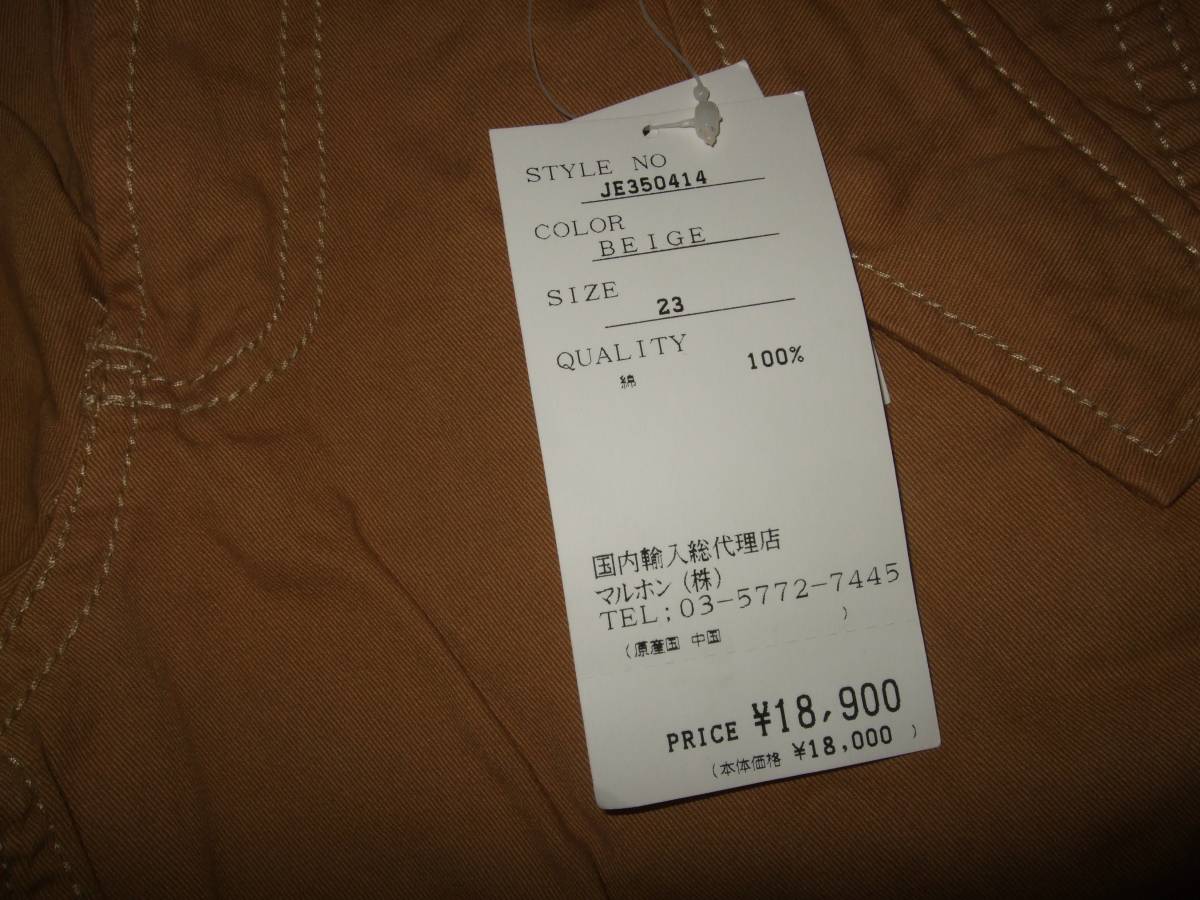 STYLE NO
JE350414
COLOR
BEIGE
SIZE
23
QUALITY
綿 100%
国内輸入総代理店
マルホン(株)
TEL;03-5772-7445
(原産国 中国 )
PRICE ¥18,900
(本体価格 ¥18,000 )